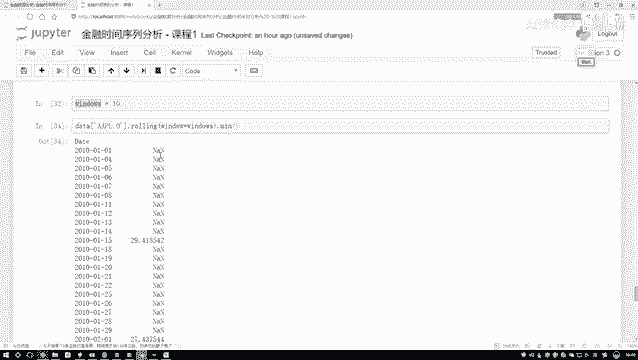 jupyter 金融时间序列分析 - 课程1 Last Checkpoint: an hour ago (unsaved changes)
Logout
File Edit View Insert Cell Kernel Widgets Help
Trusted
Code
In [32] windows = 10
In [34] data['AAPL.O'].rolling(window=windows).min()
Out[34] Date
2010-01-01 NaN
2010-01-04 NaN
2010-01-05 NaN
2010-01-06 NaN
2010-01-07 NaN
2010-01-08 NaN
2010-01-11 NaN
2010-01-12 NaN
2010-01-13 NaN
2010-01-14 NaN
2010-01-15 29.418542
2010-01-18 NaN
2010-01-19 NaN
2010-01-20 NaN
2010-01-21 NaN
2010-01-22 NaN
2010-01-25 NaN
2010-01-26 NaN
2010-01-27 NaN
2010-01-28 NaN
2010-01-29 NaN
2010-02-01 27.437544